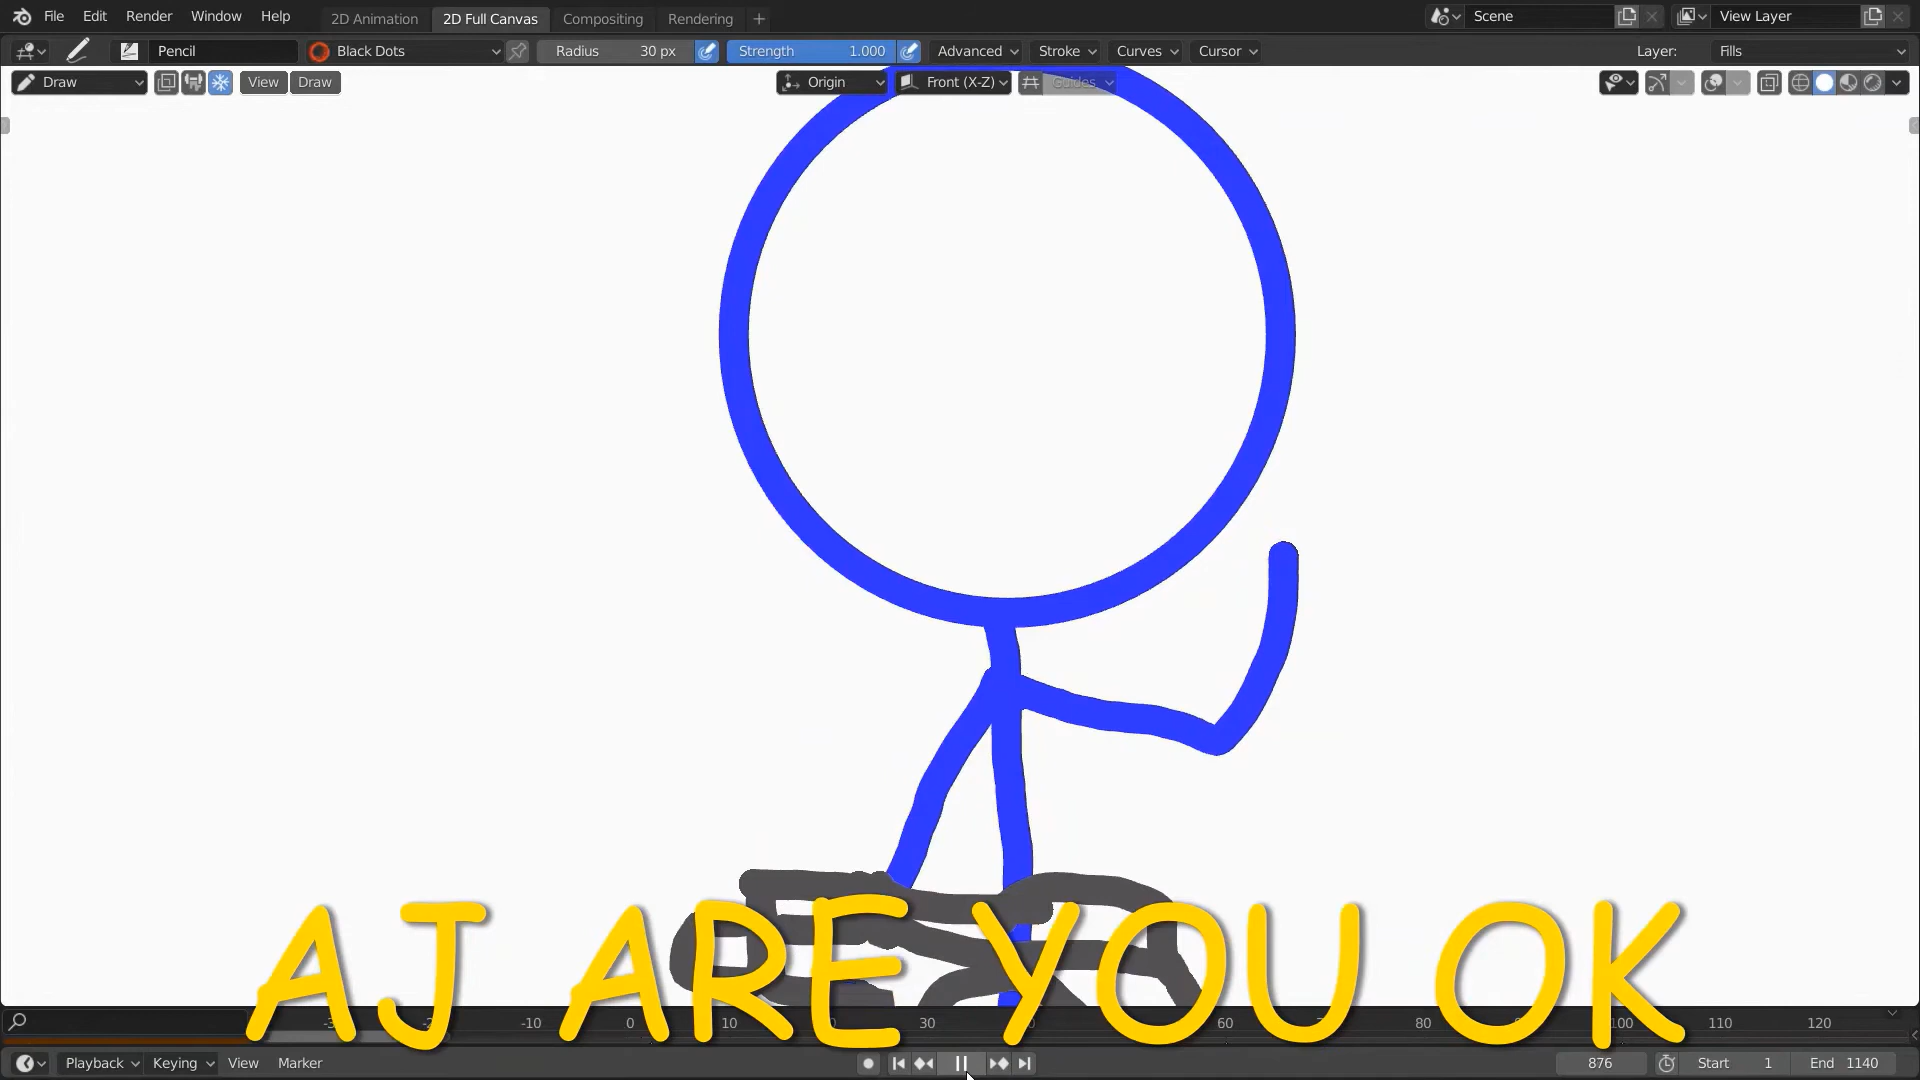 File Edit Render Window Help 2D Animation 2D Full Canvas Compositing Rendering + Scene View Layer
Pencil Black Dots Radius 30 px Strength 1.000 Advanced Stroke Curves Cursor Layer: Fills
Draw View Draw Origin Front (X-Z) Guides
AJ ARE YOU OK
-10 0 10 30 60 80 100 110 120
Playback Keying View Marker 876 Start 1 End 1140